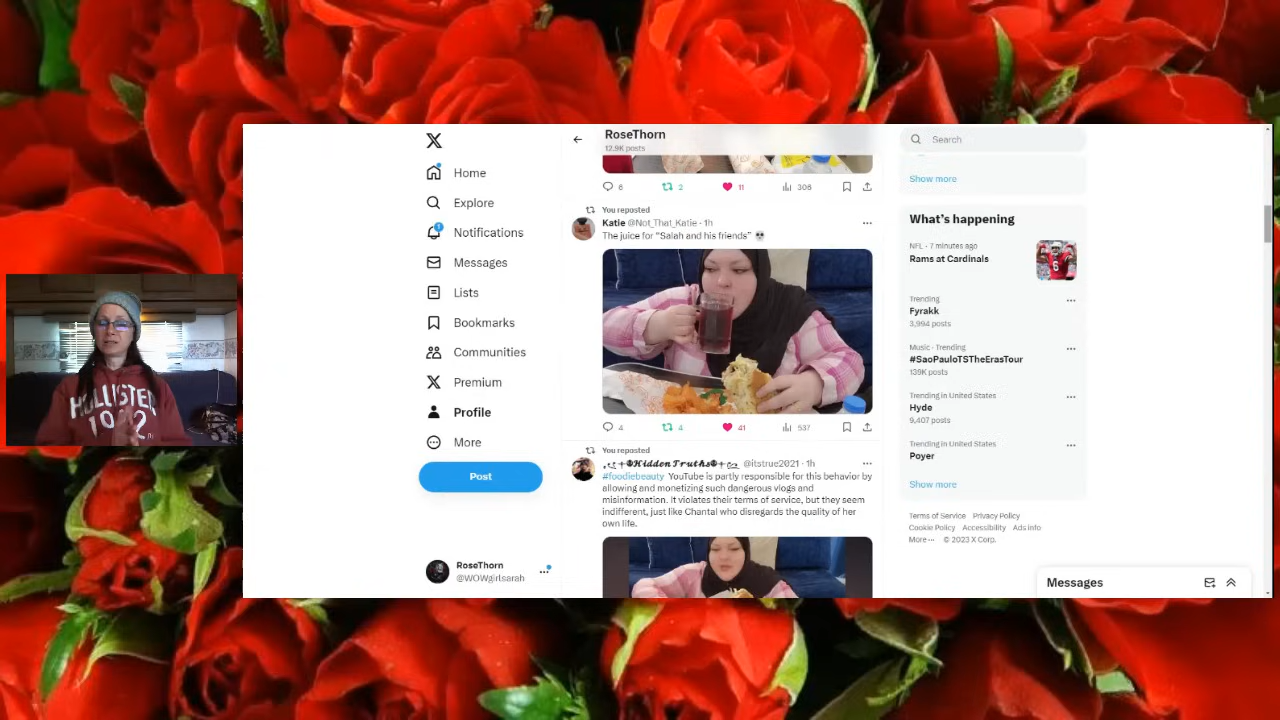 HOLLISTER
1922
X
Home
Explore
1
Notifications
Messages
Lists
Bookmarks
Communities
Premium
Profile
More
Post
RoseThorn
@WOWgirlsarah
RoseThorn
12.9K posts
6 2 11 306
You reposted
Katie @Not_That_Katie · 1h
The juice for "Salah and his friends" 💀
4 4 41 537
You reposted
𝓗𝓲𝓭𝓭𝓮𝓷 𝓣𝓻𝓾𝓽𝓱𝓼 @itstrue2021 · 1h
#foodiebeauty YouTube is partly responsible for this behavior by
allowing and monetizing such dangerous vlogs and
misinformation. It violates their terms of service, but they seem
indifferent, just like Chantal who disregards the quality of her
own life.
Search
Show more
What's happening
NFL · 7 minutes ago
Rams at Cardinals
Trending
Fyrakk
3,994 posts
Music · Trending
#SaoPauloTSTheErasTour
139K posts
Trending in United States
Hyde
9,407 posts
Trending in United States
Poyer
Show more
Terms of Service Privacy Policy
Cookie Policy Accessibility Ads info
More ··· © 2023 X Corp.
Messages